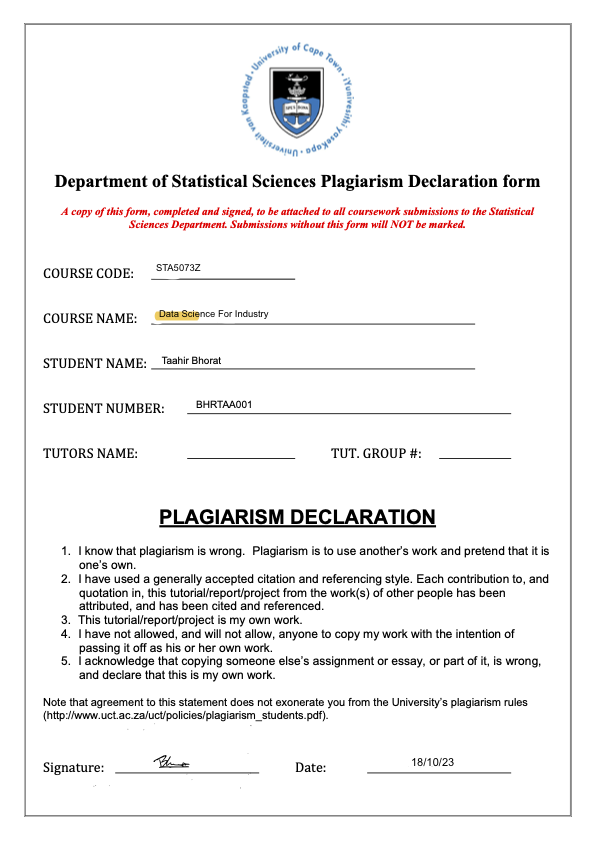 University of Cape Town · iYunivesithi yaseKapa · Universiteit van Kaapstad
Department of Statistical Sciences Plagiarism Declaration form
A copy of this form, completed and signed, to be attached to all coursework submissions to the Statistical
Sciences Department. Submissions without this form will NOT be marked.
COURSE CODE: STA5073Z
COURSE NAME: Data Science For Industry
STUDENT NAME: Taahir Bhorat
STUDENT NUMBER: BHRTAA001
TUTORS NAME: TUT. GROUP #:
PLAGIARISM DECLARATION
1. I know that plagiarism is wrong. Plagiarism is to use another's work and pretend that it is
one's own.
2. I have used a generally accepted citation and referencing style. Each contribution to, and
quotation in, this tutorial/report/project from the work(s) of other people has been
attributed, and has been cited and referenced.
3. This tutorial/report/project is my own work.
4. I have not allowed, and will not allow, anyone to copy my work with the intention of
passing it off as his or her own work.
5. I acknowledge that copying someone else's assignment or essay, or part of it, is wrong,
and declare that this is my own work.
Note that agreement to this statement does not exonerate you from the University's plagiarism rules
(http://www.uct.ac.za/uct/policies/plagiarism_students.pdf).
Signature: Date: 18/10/23